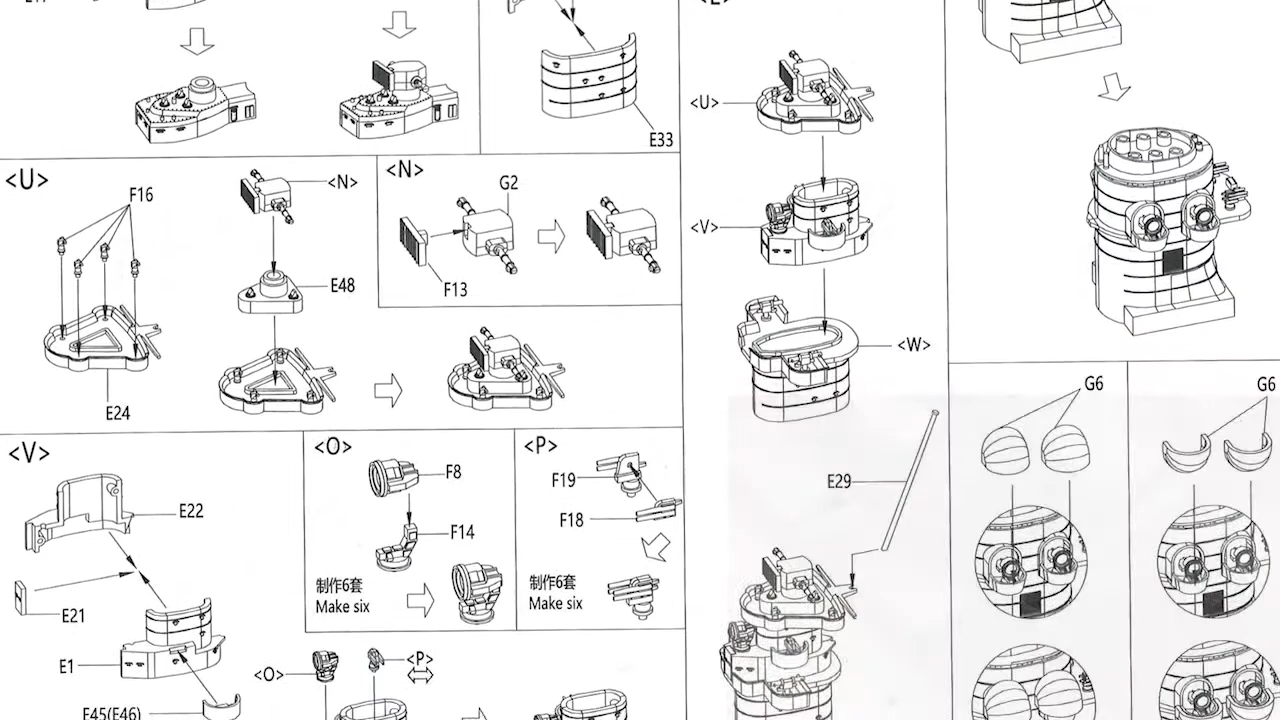 E33
<U>
F16
<N>
E48
E24
<N>
G2
F13
<U>
<V>
<W>
E29
G6
G6
<V>
E22
E21
E1
E45(E46)
<O>
F8
F14
制作6套
Make six
<P>
F19
F18
制作6套
Make six
<O>
<P>